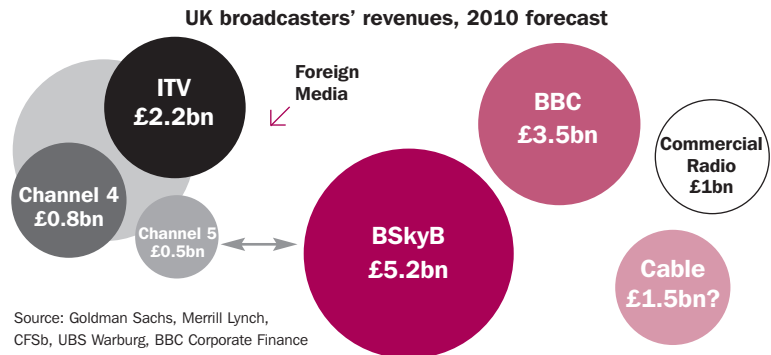 UK broadcasters’ revenues, 2010 forecast
ITV
£2.2bn
Foreign
Media
BBC
£3.5bn
Commercial
Radio
£1bn
Channel 4
£0.8bn
Channel 5
£0.5bn
BSkyB
£5.2bn
Cable
£1.5bn?
Source: Goldman Sachs, Merrill Lynch,
CFSb, UBS Warburg, BBC Corporate Finance